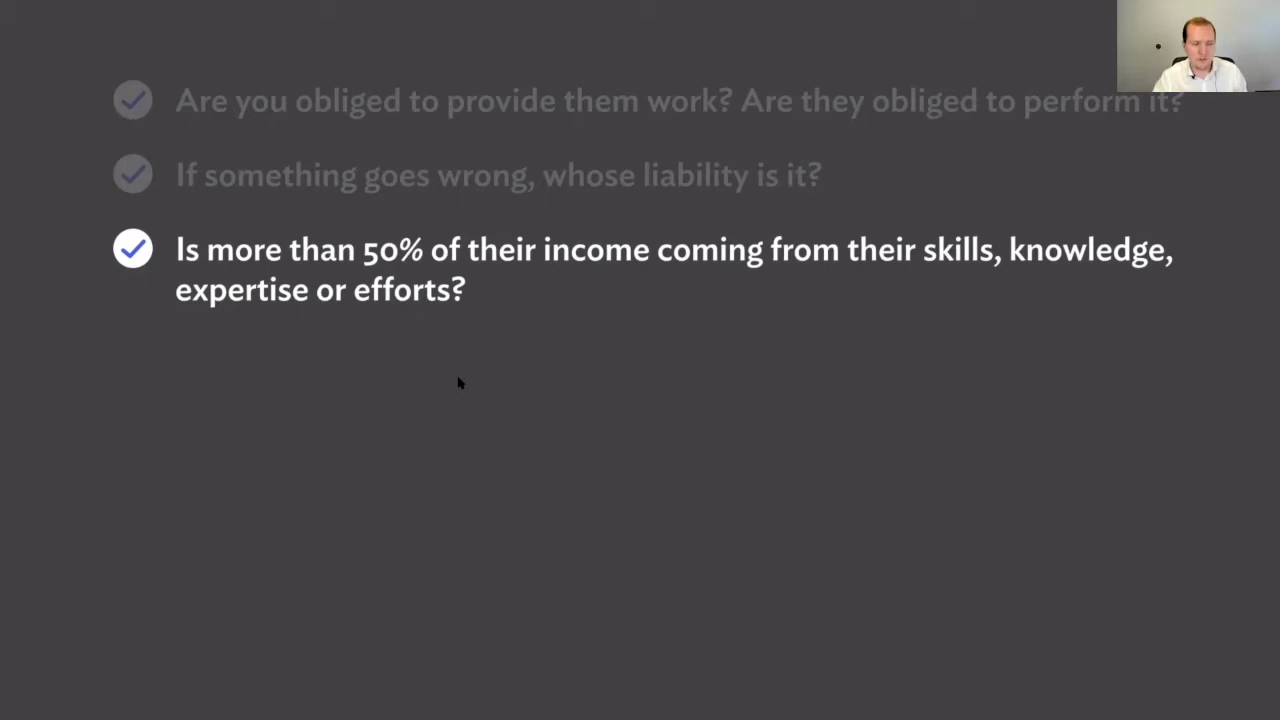 Are you obliged to provide them work? Are they obliged to perform it?
If something goes wrong, whose liability is it?
Is more than 50% of their income coming from their skills, knowledge,
expertise or efforts?